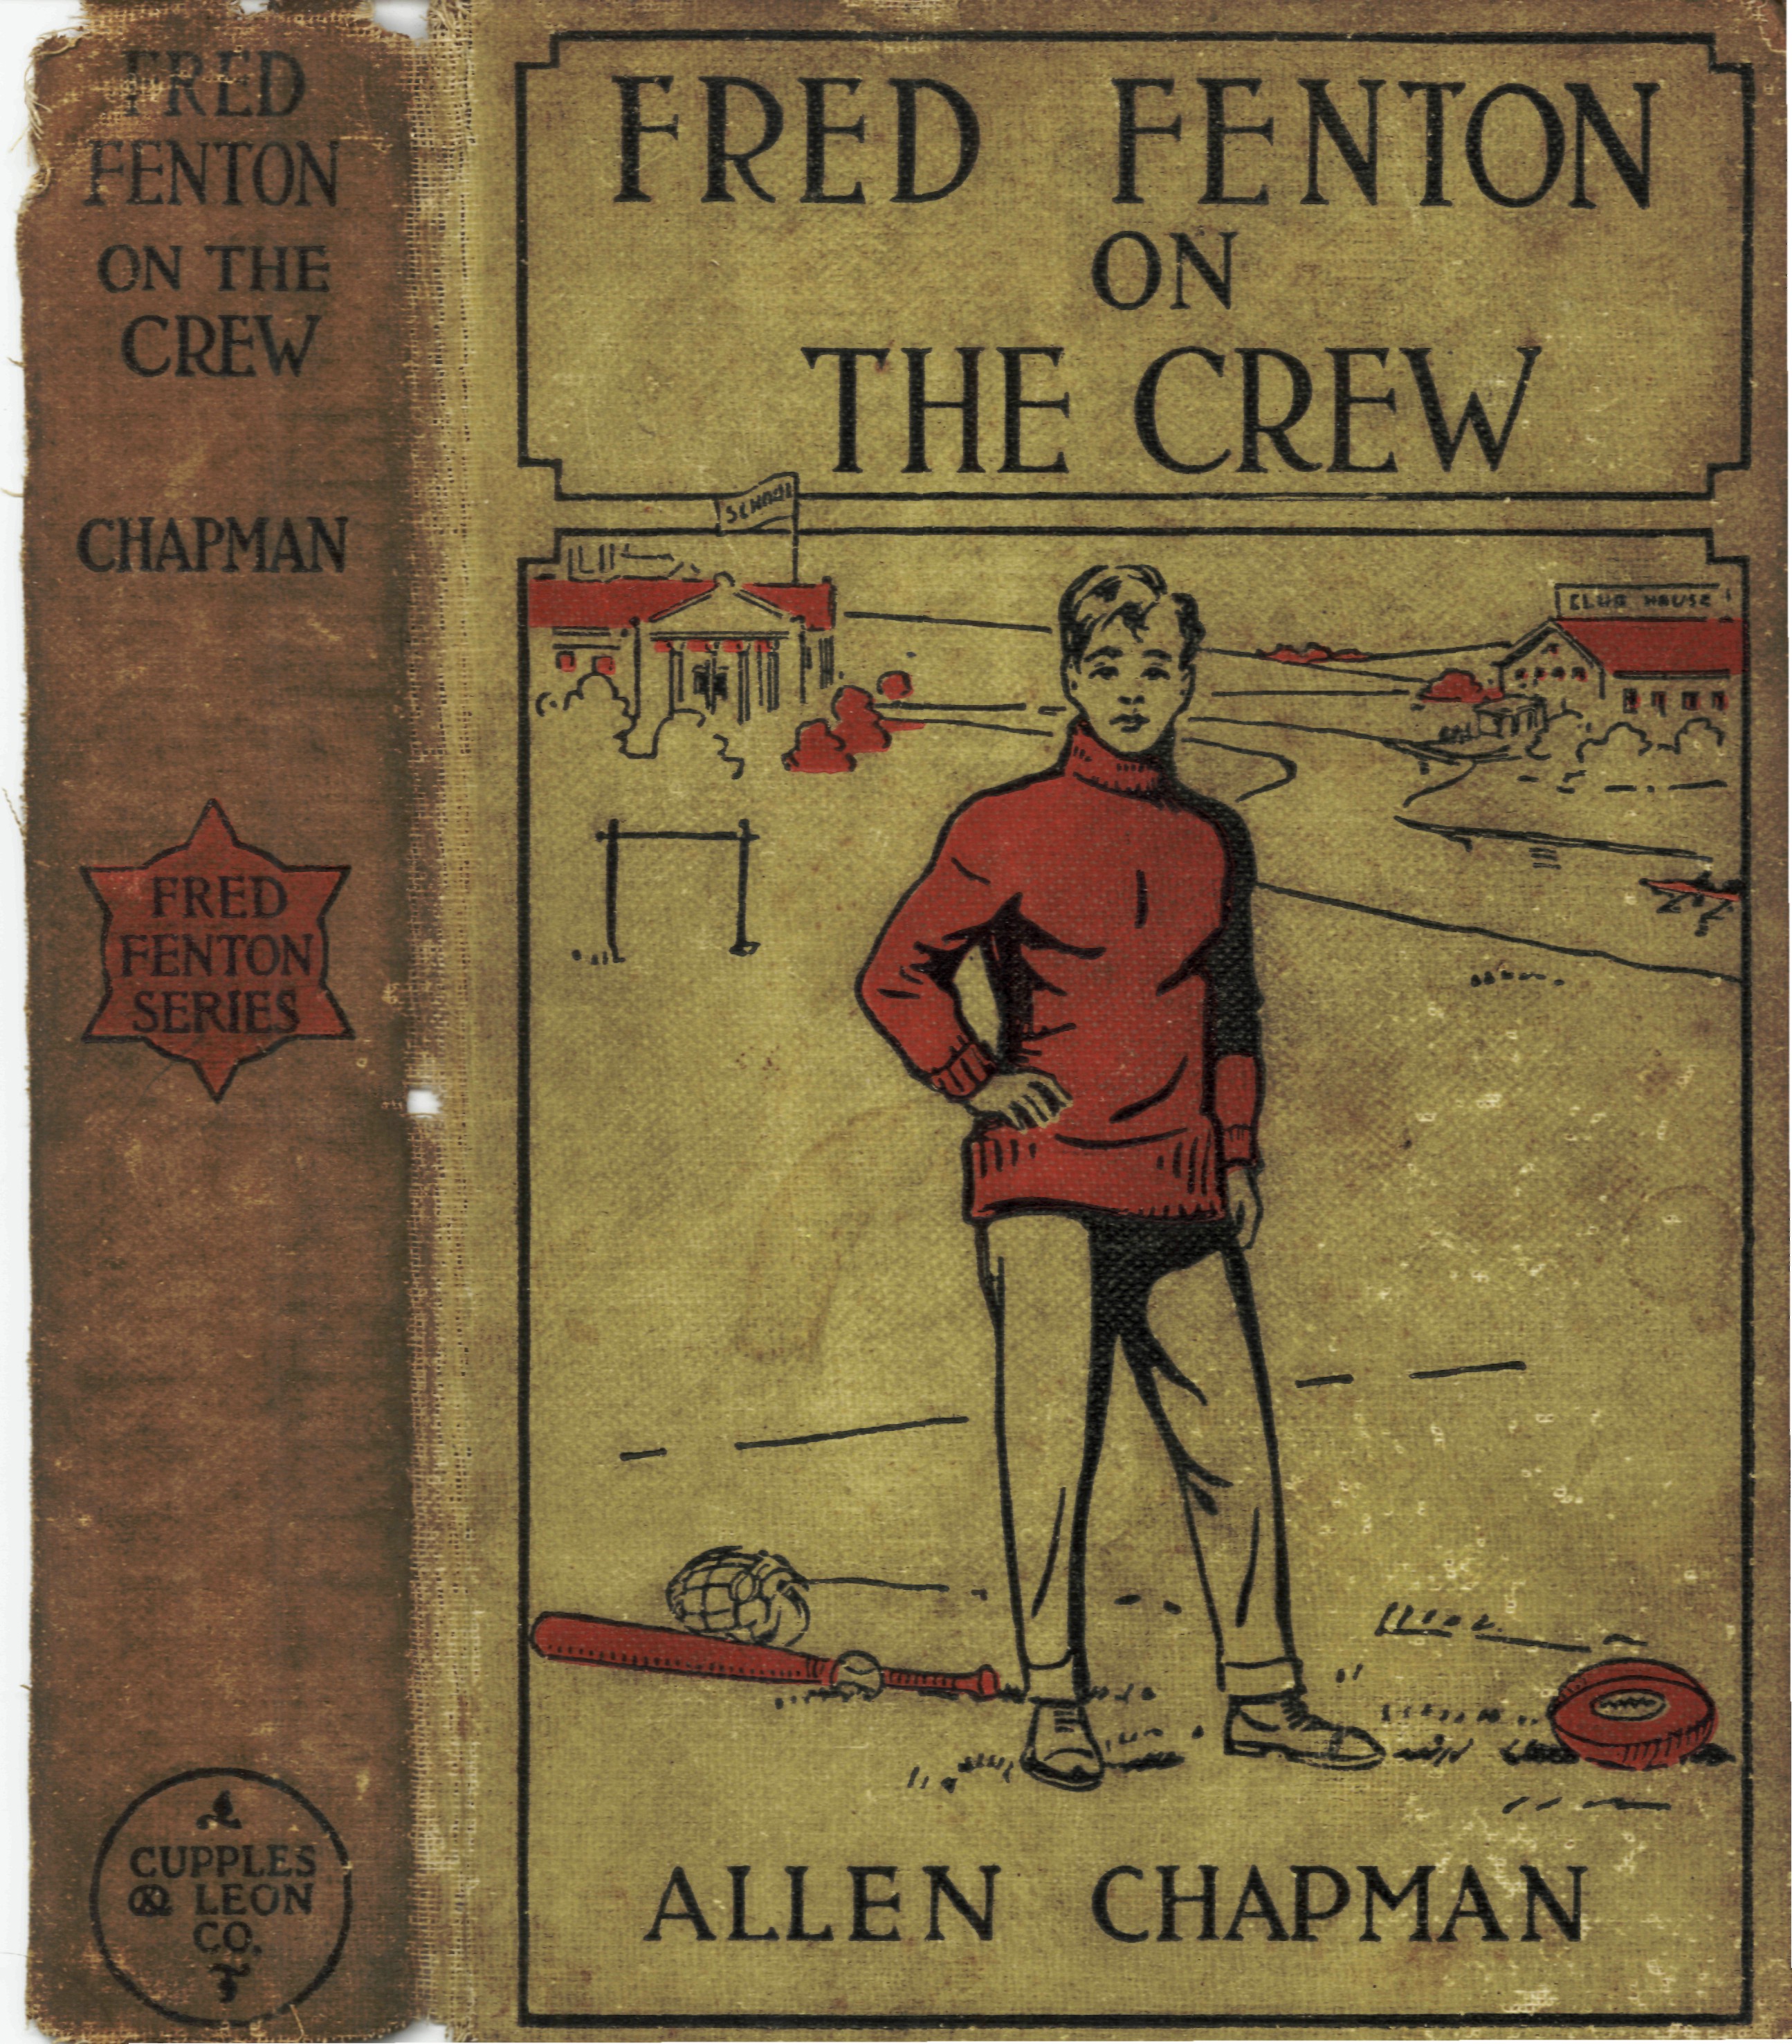 FRED
FENTON
ON THE
CREW
CHAPMAN
FRED
FENTON
SERIES
CUPPLES
& LEON
CO.
FRED FENTON
ON
THE CREW
SCHOOL
CLUB HOUSE
ALLEN CHAPMAN